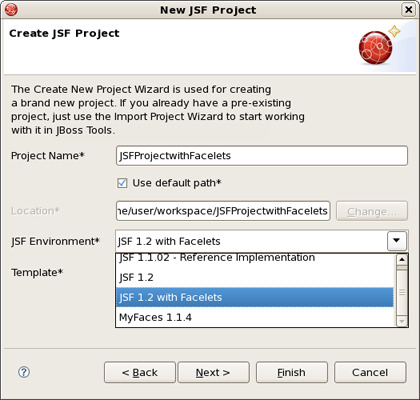 New JSF Project
Create JSF Project
The Create New Project Wizard is used for creating
a brand new project. If you already have a pre-existing
project, just use the Import Project Wizard to start working
with it in JBoss Tools.
Project Name* JSFProjectwithFacelets
Use default path*
Location* ne/user/workspace/JSFProjectwithFacelets Change...
JSF Environment* JSF 1.2 with Facelets
JSF 1.1.02 - Reference Implementation
Template* JSF 1.2
JSF 1.2 with Facelets
MyFaces 1.1.4
? < Back Next > Finish Cancel